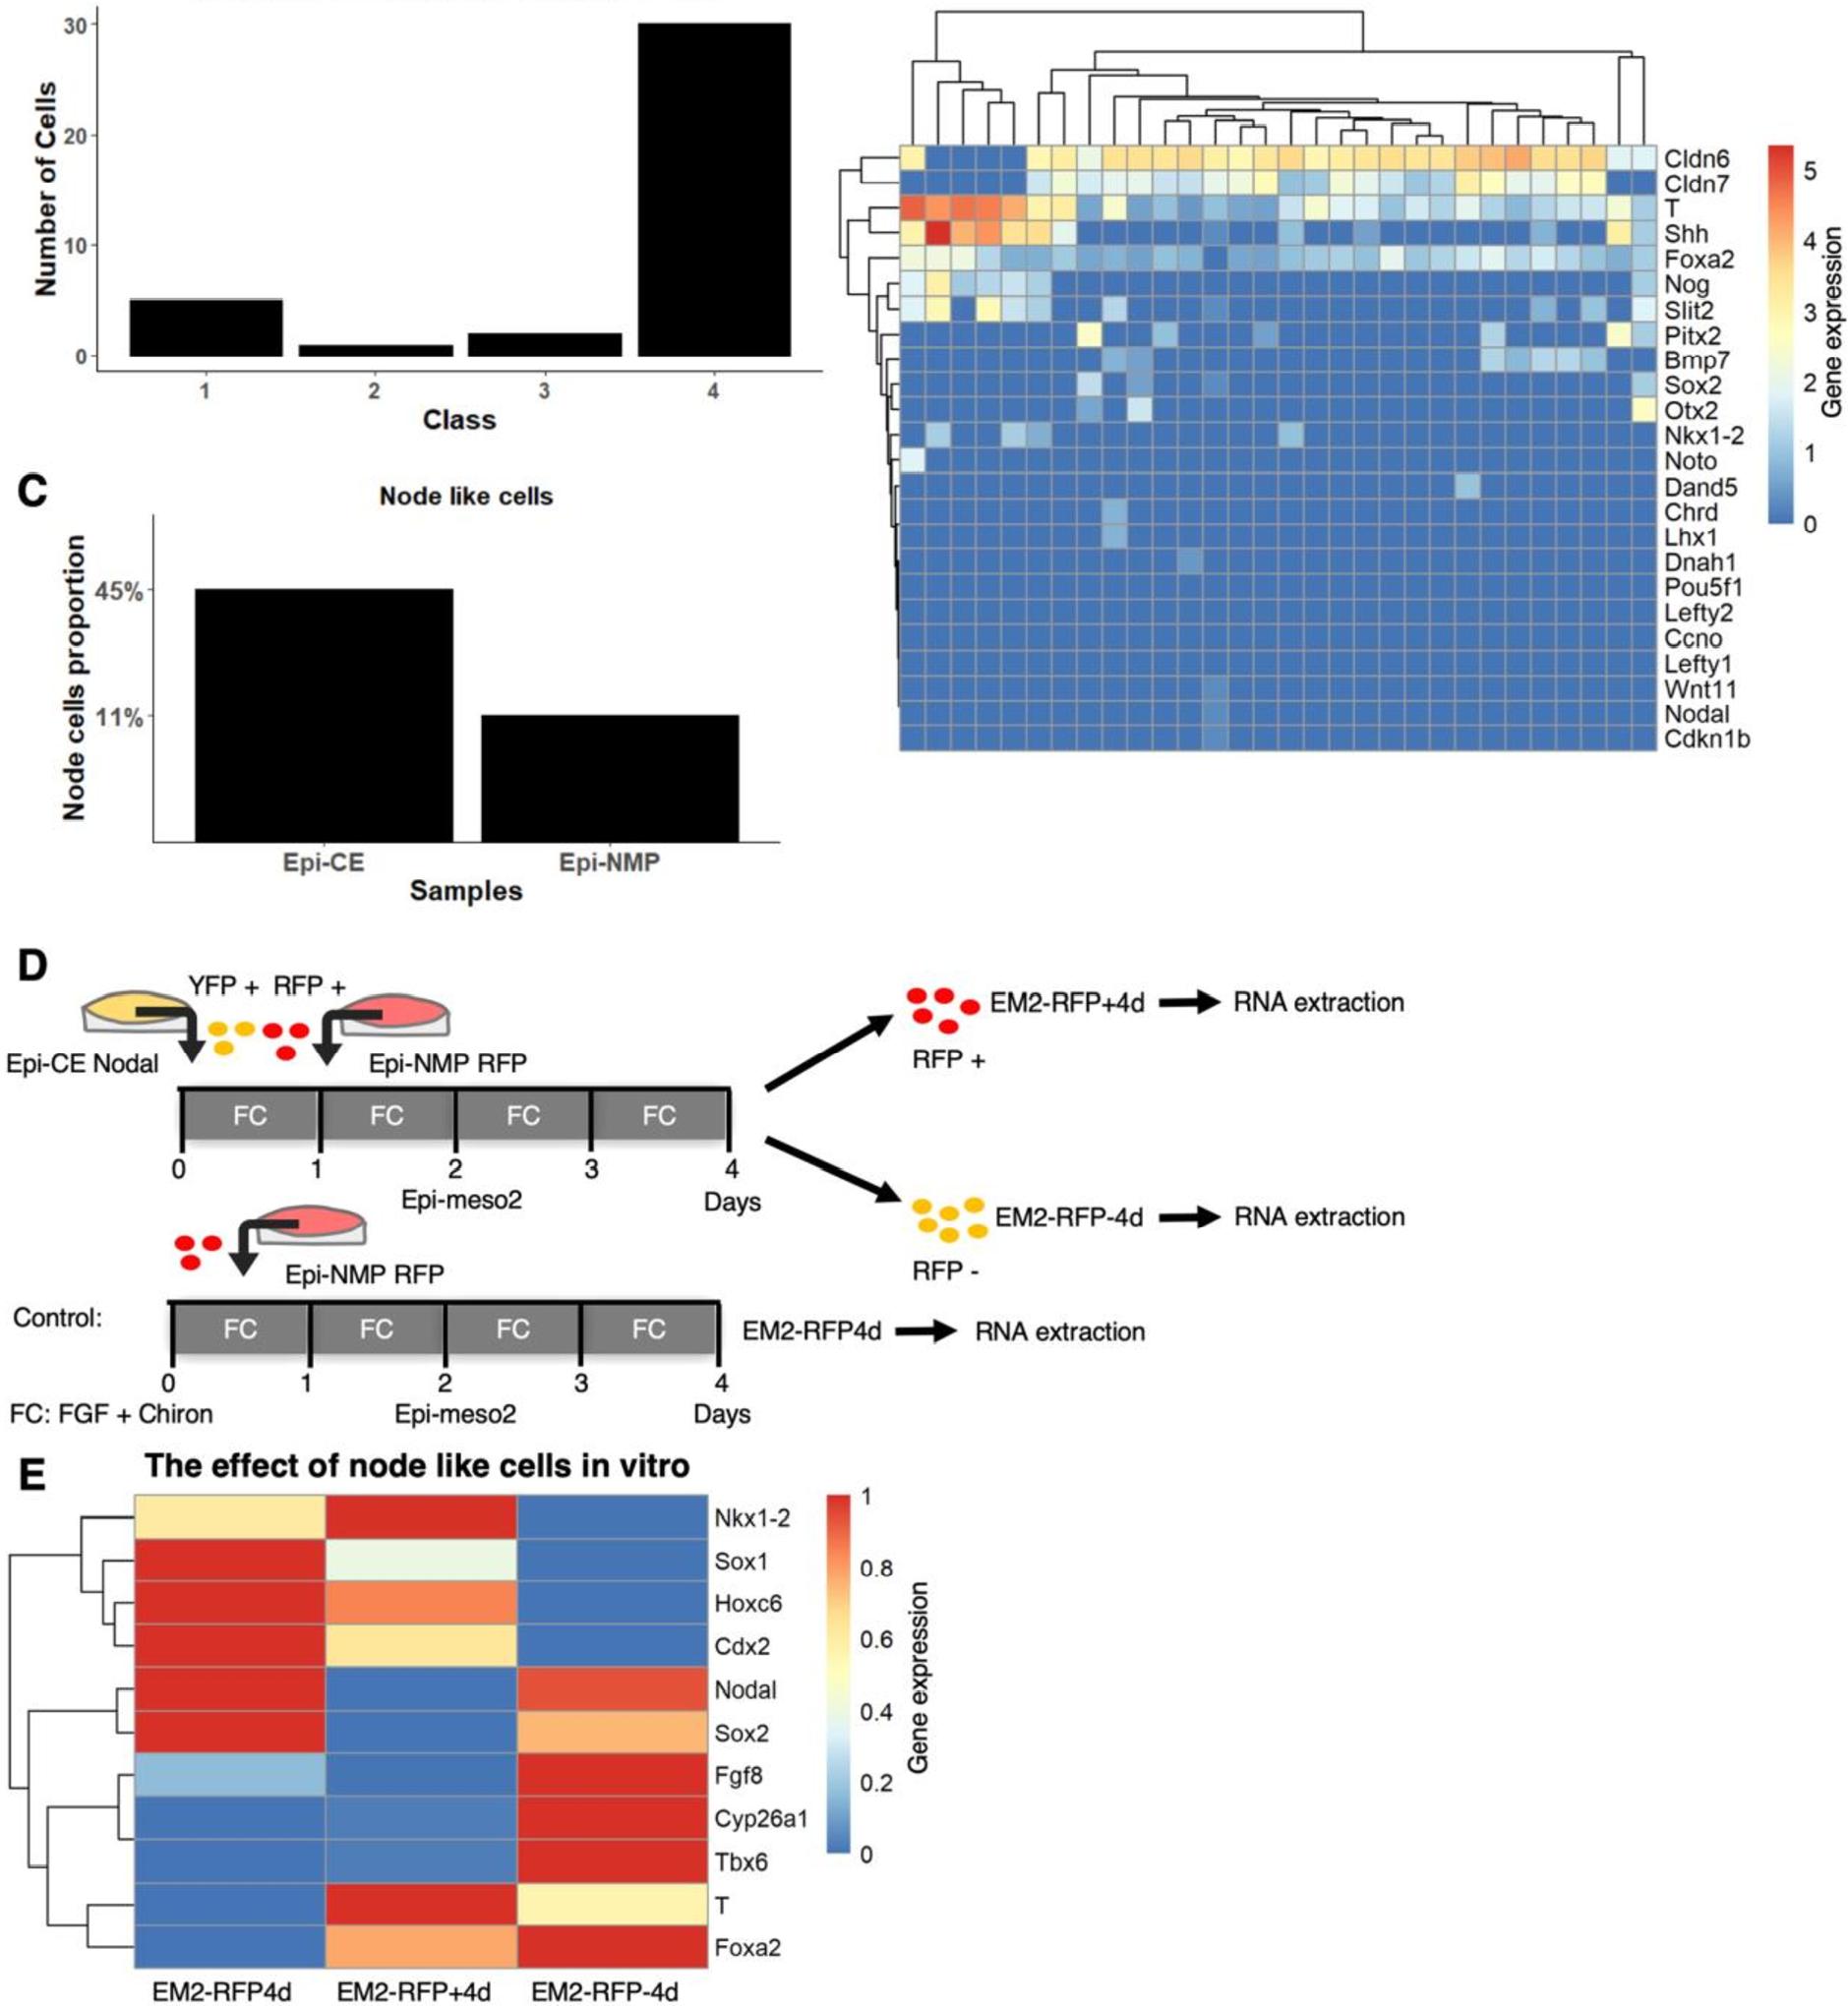 30
20
10
0
Number of Cells
1 2 3 4
Class
Cldn6
Cldn7
T
Shh
Foxa2
Nog
Slit2
Pitx2
Bmp7
Sox2
Otx2
Nkx1-2
Noto
Dand5
Chrd
Lhx1
Dnah1
Pou5f1
Lefty2
Ccno
Lefty1
Wnt11
Nodal
Cdkn1b
5
4
3
2
1
0
Gene expression
C
Node like cells
45%
11%
Node cells proportion
Epi-CE Epi-NMP
Samples
D
YFP + RFP +
Epi-CE Nodal Epi-NMP RFP
FC FC FC FC
0 1 2 3 4
Epi-meso2 Days
EM2-RFP+4d RNA extraction
RFP +
EM2-RFP-4d RNA extraction
RFP -
Epi-NMP RFP
Control:
FC FC FC FC
EM2-RFP4d RNA extraction
0 1 2 3 4
FC: FGF + Chiron Epi-meso2 Days
E
The effect of node like cells in vitro
Nkx1-2
Sox1
Hoxc6
Cdx2
Nodal
Sox2
Fgf8
Cyp26a1
Tbx6
T
Foxa2
1
0.8
0.6
0.4
0.2
0
Gene expression
EM2-RFP4d EM2-RFP+4d EM2-RFP-4d